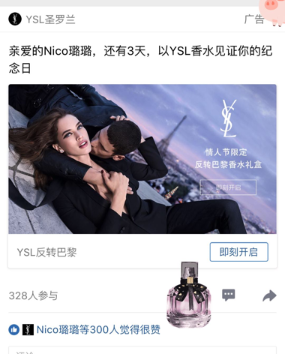 YSL圣罗兰
广告
亲爱的Nico璐璐，还有3天，以YSL香水见证你的纪
念日
YSL
情人节限定
反转巴黎香水礼盒
即刻开启
YSL反转巴黎
即刻开启
328人参与
Nico璐璐等300人觉得很赞